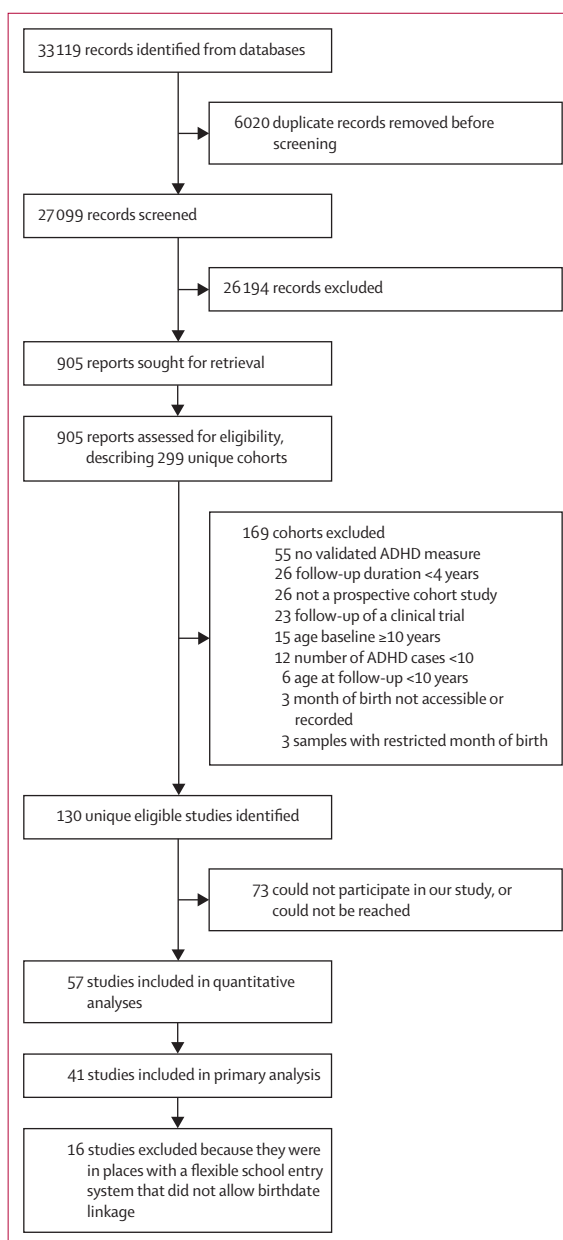 33 119 records identified from databases
6020 duplicate records removed before
screening
27 099 records screened
26 194 records excluded
905 reports sought for retrieval
905 reports assessed for eligibility,
describing 299 unique cohorts
169 cohorts excluded
55 no validated ADHD measure
26 follow-up duration <4 years
26 not a prospective cohort study
23 follow-up of a clinical trial
15 age baseline ≥10 years
12 number of ADHD cases <10
6 age at follow-up <10 years
3 month of birth not accessible or
recorded
3 samples with restricted month of birth
130 unique eligible studies identified
73 could not participate in our study, or
could not be reached
57 studies included in quantitative
analyses
41 studies included in primary analysis
16 studies excluded because they were
in places with a flexible school entry
system that did not allow birthdate
linkage